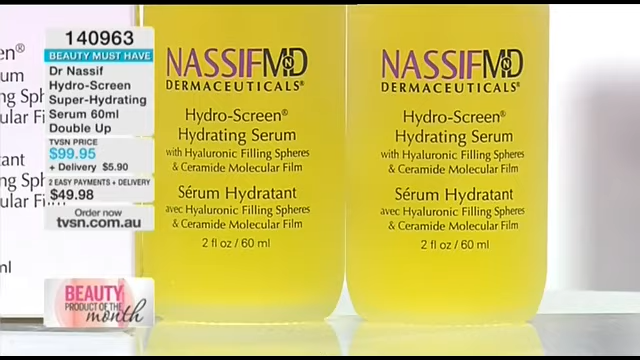 140963
BEAUTY MUST HAVE
Dr Nassif
Hydro-Screen
Super-Hydrating
Serum 60ml
Double Up
TVSN PRICE
$99.95
+ Delivery $5.90
2 EASY PAYMENTS + DELIVERY
$49.98
Order now
tvsn.com.au
BEAUTY
PRODUCT OF THE
month
NASSIFMD
DERMACEUTICALS®
Hydro-Screen®
Hydrating Serum
with Hyaluronic Filling Spheres
& Ceramide Molecular Film
Sérum Hydratant
avec Hyaluronic Filling Spheres
& Ceramide Molecular Film
2 fl oz/60 ml
NASSIFMD
DERMACEUTICALS®
Hydro-Screen®
Hydrating Serum
with Hyaluronic Filling Spheres
& Ceramide Molecular Film
Sérum Hydratant
avec Hyaluronic Filling Spheres
& Ceramide Molecular Film
2 fl oz/60 ml